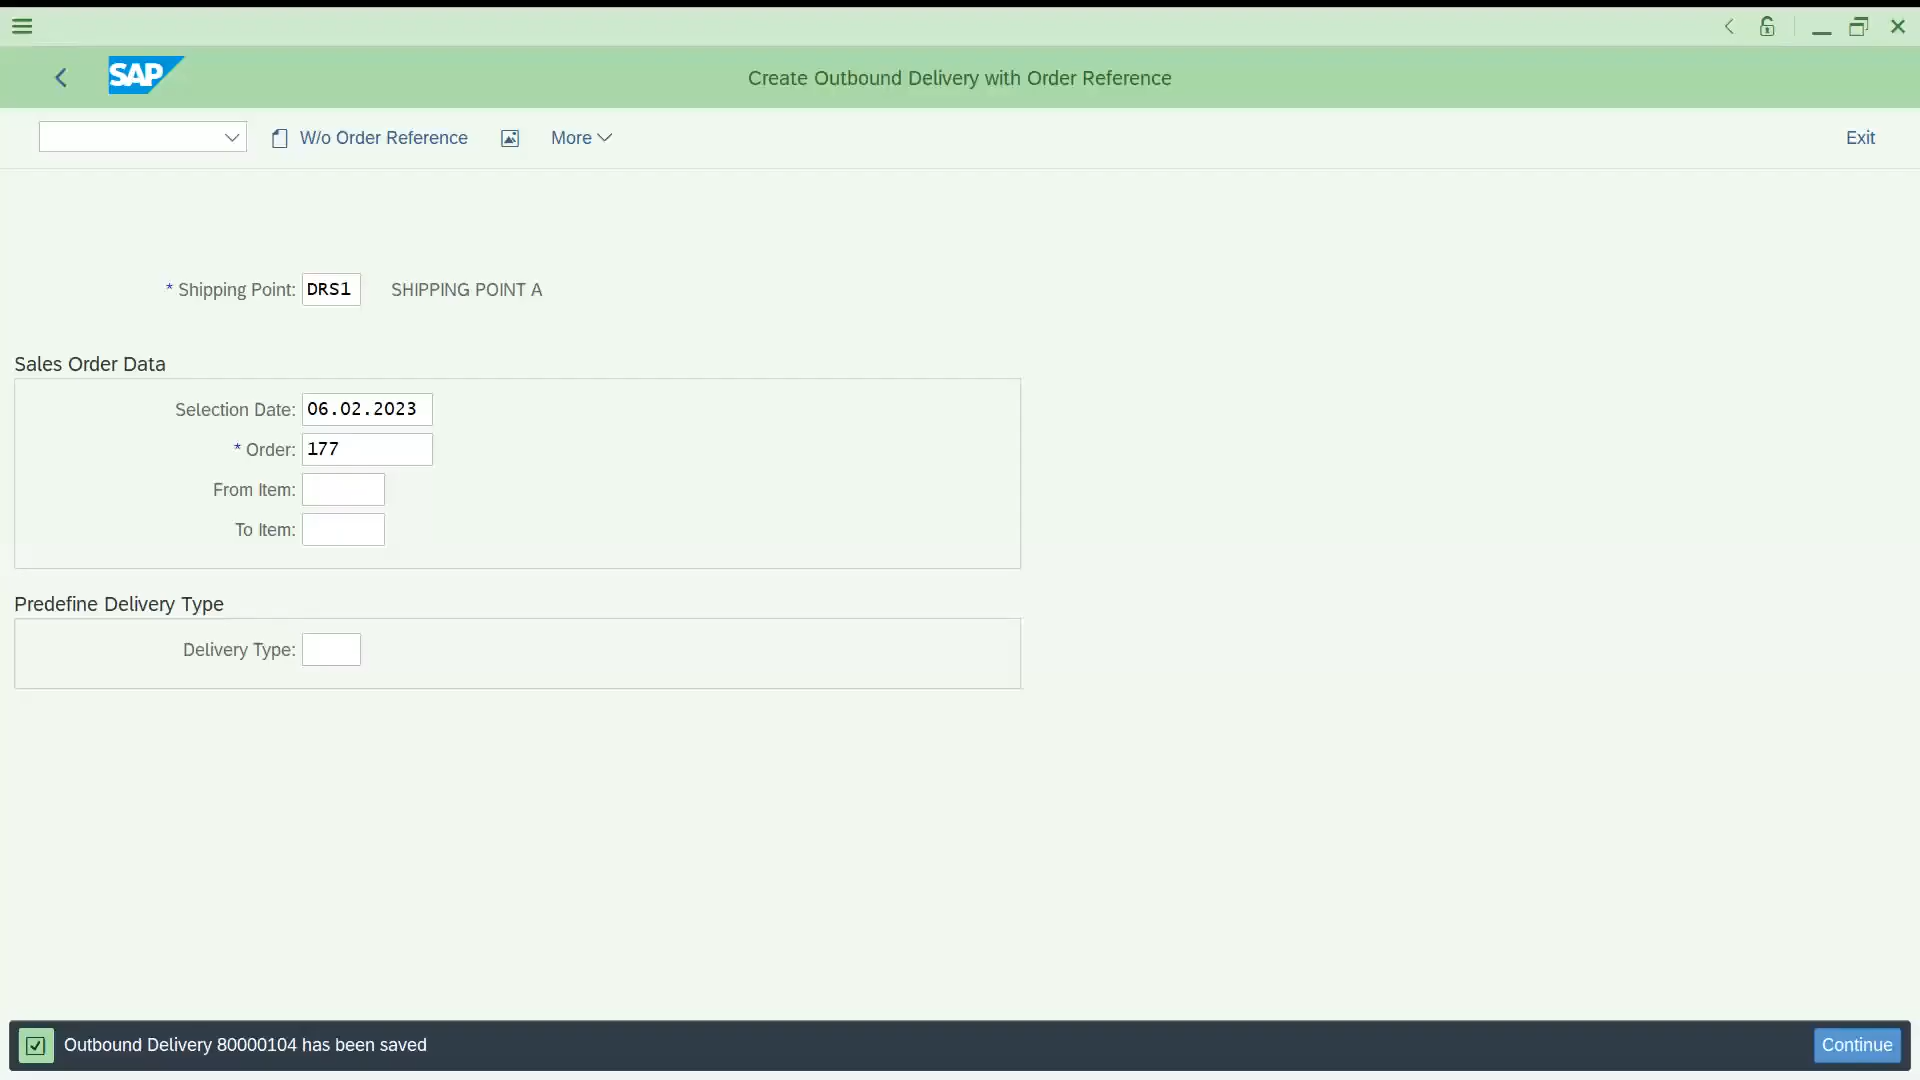 SAP
Create Outbound Delivery with Order Reference
W/o Order Reference
More
Exit
* Shipping Point: DRS1 SHIPPING POINT A
Sales Order Data
Selection Date: 06.02.2023
* Order: 177
From Item:
To Item:
Predefine Delivery Type
Delivery Type:
Outbound Delivery 80000104 has been saved
Continue